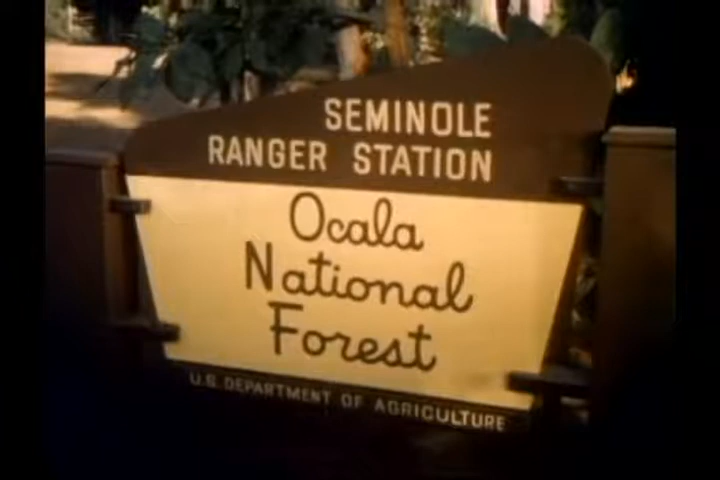 SEMINOLE
RANGER STATION
Ocala
National
Forest
U.S. DEPARTMENT OF AGRICULTURE